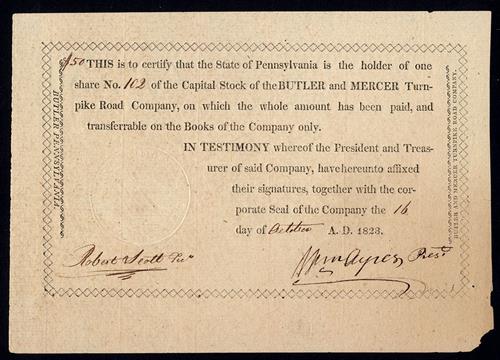 $50 THIS is to certify that the State of Pennsylvania is the holder of one
share No. 102 of the Capital Stock of the BUTLER and MERCER Turn-
pike Road Company, on which the whole amount has been paid, and
transferrable on the Books of the Company only.
IN TESTIMONY whereof the President and Treas-
urer of said Company, have hereunto affixed
their signatures, together with the cor-
porate Seal of the Company the 16
day of October A. D. 1823.
Robert Scott Trer
Wm Ayres Prest
BUTLER PENNSYLVANIA.
BUTLER AND MERCER TURNPIKE ROAD COMPANY.